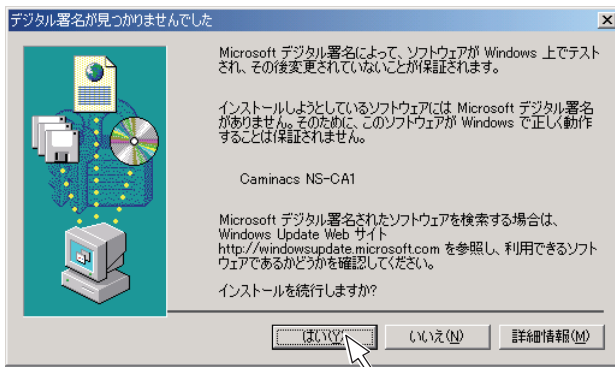 デジタル署名が見つかりませんでした
Microsoft デジタル署名によって、ソフトウェアが Windows 上でテスト
され、その後変更されていないことが保証されます。
インストールしようとしているソフトウェアには Microsoft デジタル署名
がありません。そのために、このソフトウェアが Windows で正しく動作
することは保証されません。
Caminacs NS-CA1
Microsoft デジタル署名されたソフトウェアを検索する場合は、
Windows Update Web サイト
http://windowsupdate.microsoft.com を参照し、利用できるソフト
ウェアであるかどうかを確認してください。
インストールを続行しますか?
はい(Y) いいえ(N) 詳細情報(M)